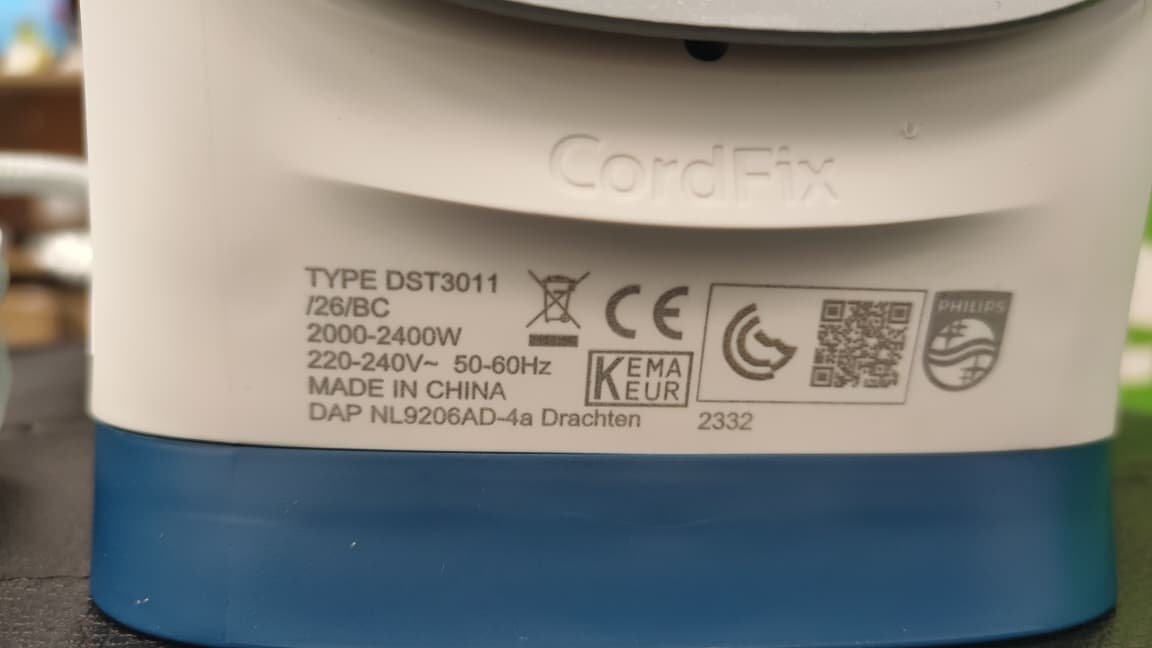 CordFix
TYPE DST3011
/26/BC
2000-2400W
220-240V~ 50-60Hz
MADE IN CHINA
DAP NL9206AD-4a Drachten
CE
KEMA
EUR
2332
PHILIPS